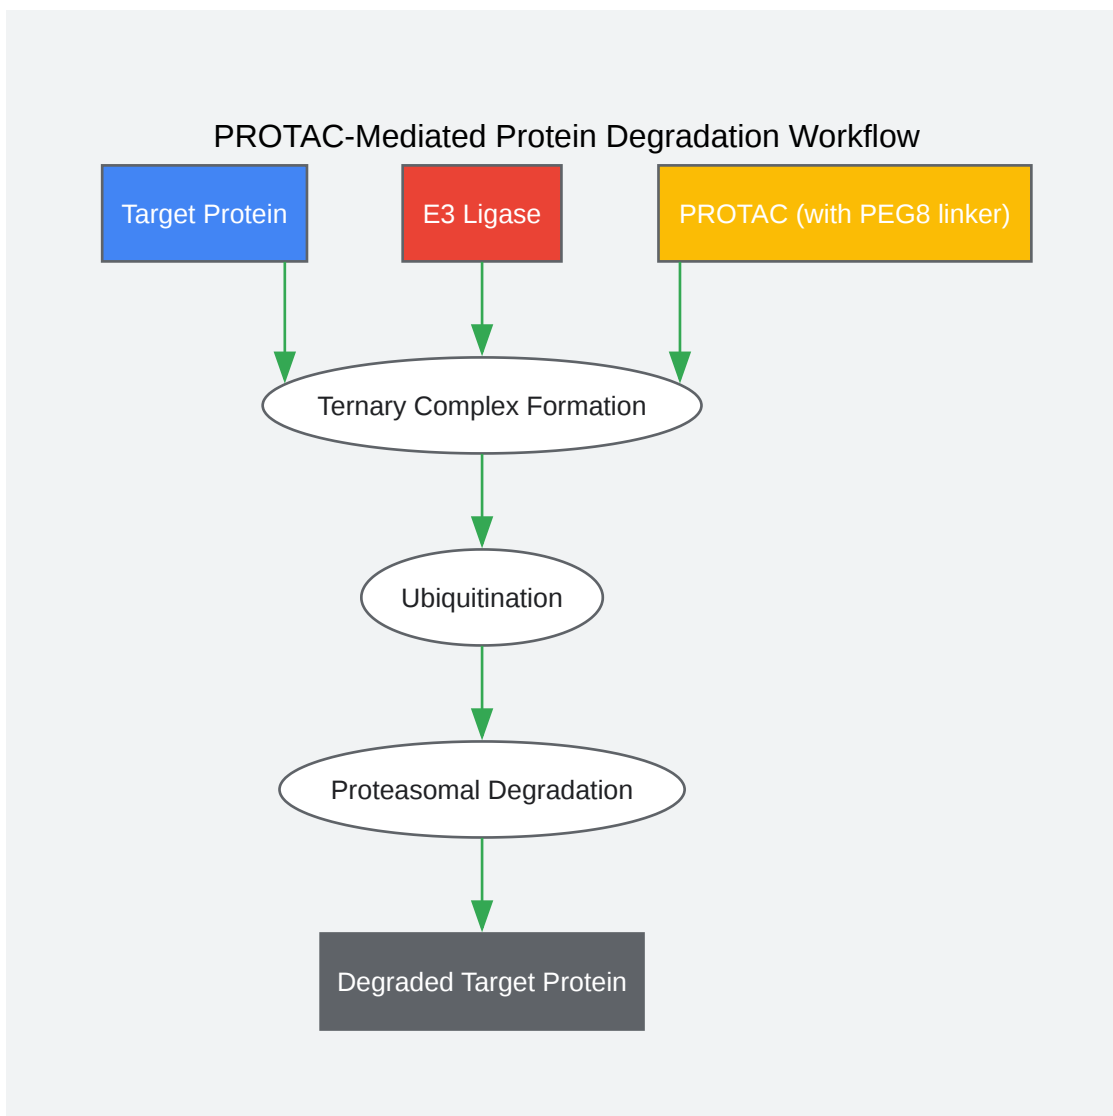 PROTAC-Mediated Protein Degradation Workflow
Target Protein
E3 Ligase
PROTAC (with PEG8 linker)
Ternary Complex Formation
Ubiquitination
Proteasomal Degradation
Degraded Target Protein